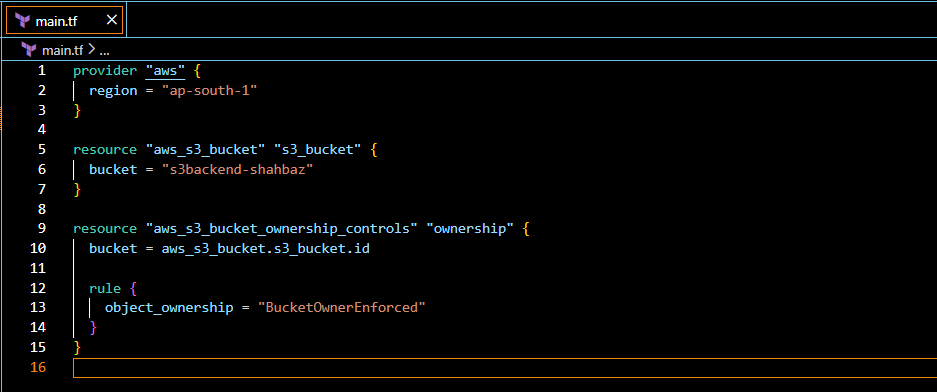 main.tf ×
main.tf > ...
1 provider "aws" {
2   region = "ap-south-1"
3 }
4
5 resource "aws_s3_bucket" "s3_bucket" {
6   bucket = "s3backend-shahbaz"
7 }
8
9 resource "aws_s3_bucket_ownership_controls" "ownership" {
10   bucket = aws_s3_bucket.s3_bucket.id
11
12   rule {
13     object_ownership = "BucketOwnerEnforced"
14   }
15 }
16